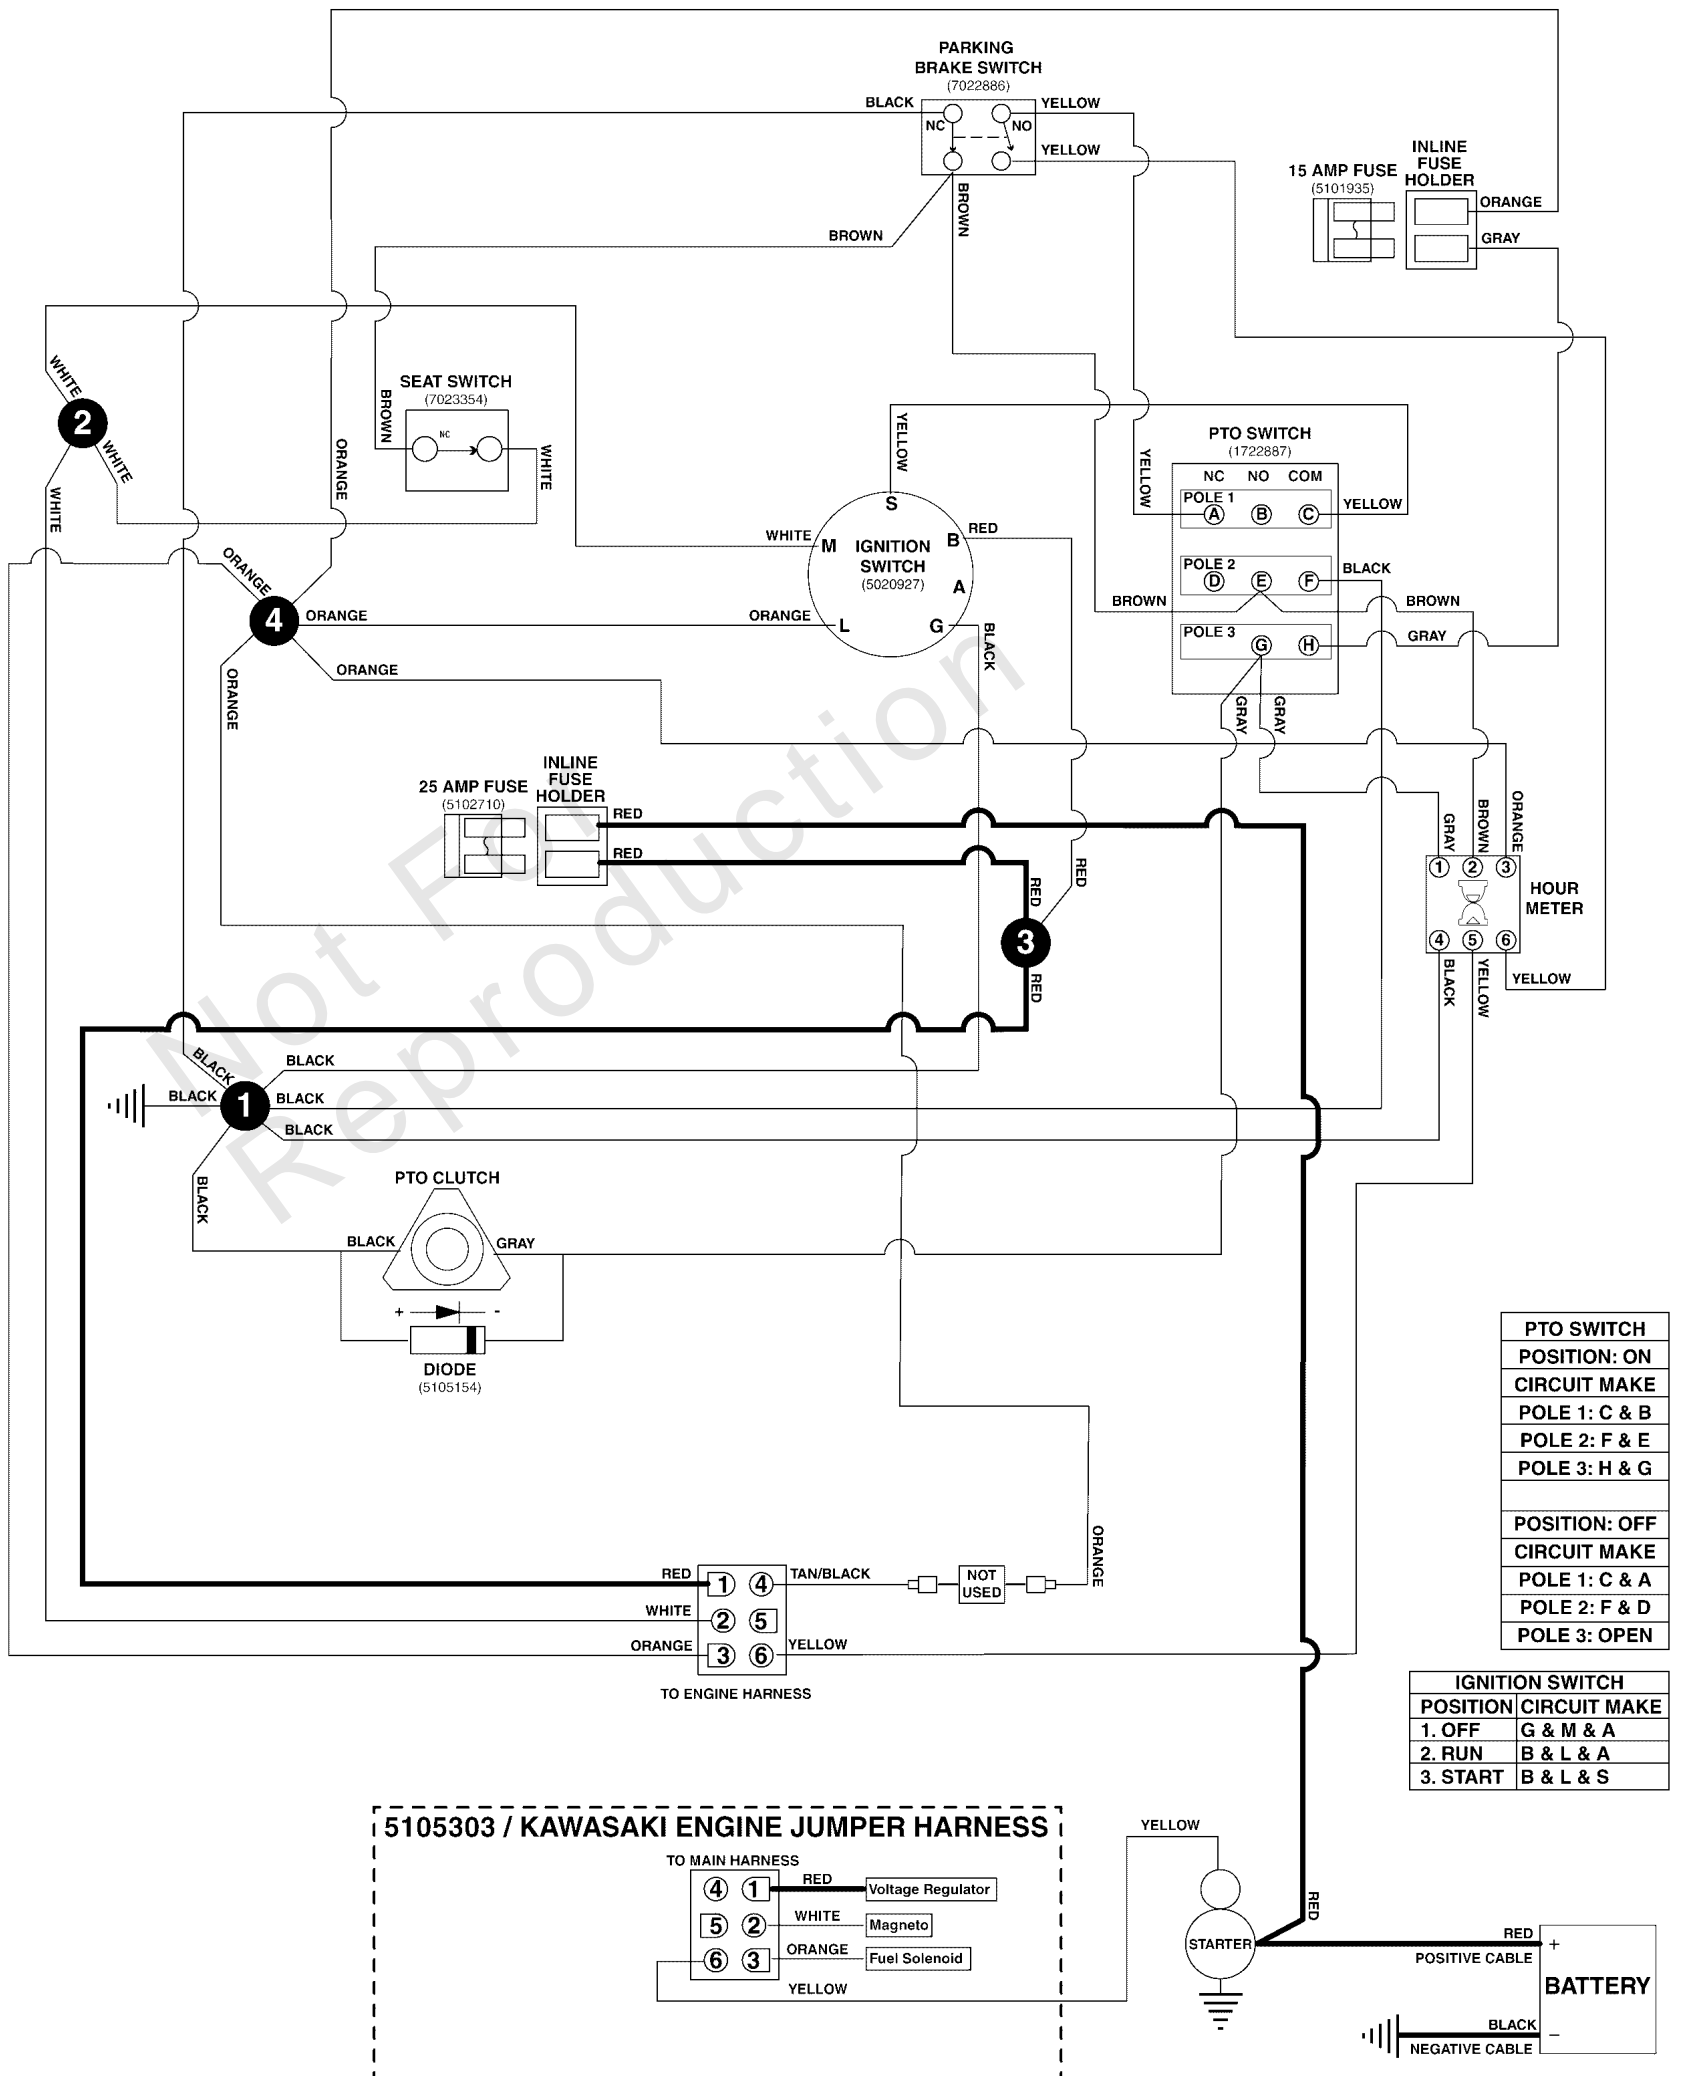 PARKING
BRAKE SWITCH
(7022886)
BLACK
YELLOW
NC
NO
YELLOW
BROWN
BROWN
INLINE
FUSE
HOLDER
15 AMP FUSE
(5101935)
ORANGE
GRAY
WHITE
2
WHITE
WHITE
SEAT SWITCH
(7023354)
BROWN
NC
WHITE
ORANGE
YELLOW
YELLOW
PTO SWITCH
(1722887)
NC NO COM
POLE 1
A B C
YELLOW
POLE 2
D E F
BLACK
BROWN
BROWN
POLE 3
G H
GRAY
GRAY
GRAY
S
WHITE
M
IGNITION
SWITCH
(5020927)
B
RED
A
ORANGE
4
ORANGE
ORANGE
L
G
BLACK
ORANGE
ORANGE
25 AMP FUSE
(5102710)
INLINE
FUSE
HOLDER
RED
RED
RED
RED
3
RED
GRAY
BROWN
ORANGE
1 2 3
HOUR
METER
4 5 6
BLACK
YELLOW
YELLOW
Not For
Reproduction
BLACK
BLACK
BLACK
1
BLACK
BLACK
BLACK
PTO CLUTCH
BLACK
GRAY
+ -
DIODE
(5105154)
PTO SWITCH
POSITION: ON
CIRCUIT MAKE
POLE 1: C & B
POLE 2: F & E
POLE 3: H & G
POSITION: OFF
CIRCUIT MAKE
POLE 1: C & A
POLE 2: F & D
POLE 3: OPEN
ORANGE
RED
1 4
TAN/BLACK
NOT
USED
WHITE
2 5
ORANGE
3 6
YELLOW
TO ENGINE HARNESS
IGNITION SWITCH
POSITION CIRCUIT MAKE
1. OFF G & M & A
2. RUN B & L & A
3. START B & L & S
5105303 / KAWASAKI ENGINE JUMPER HARNESS
TO MAIN HARNESS
4 1
RED
Voltage Regulator
5 2
WHITE
Magneto
6 3
ORANGE
Fuel Solenoid
YELLOW
YELLOW
STARTER
RED
RED
POSITIVE CABLE
+
BATTERY
BLACK
NEGATIVE CABLE
–